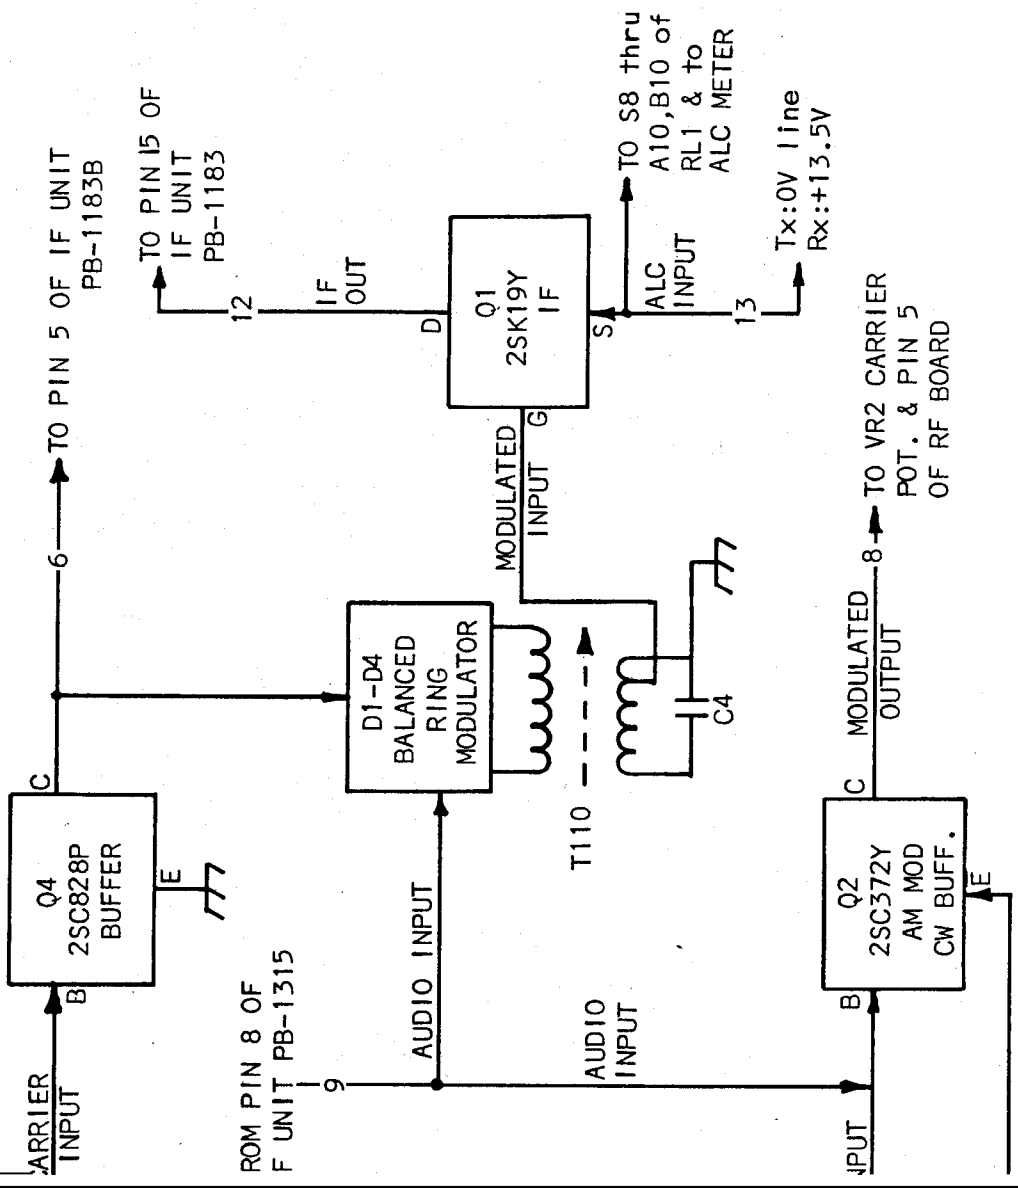 TO PIN 5 OF IF UNIT
PB-1183B
6
C
Q4
2SC828P
BUFFER
E
B
ARRIER
INPUT
TO PIN 15 OF
IF UNIT
PB-1183
12
IF
OUT
D
Q1
2SK19Y
IF
S
G
TO S8 thru
A10,B10 of
RL1 & to
ALC METER
ALC
INPUT
13
Tx:0V line
Rx:+13.5V
MODULATED
INPUT
D1-D4
BALANCED
RING
MODULATOR
T110
C4
ROM PIN 8 OF
F UNIT PB-1315
9
AUDIO INPUT
AUDIO
INPUT
TO VR2 CARRIER
POT. & PIN 5
OF RF BOARD
8
MODULATED
OUTPUT
C
Q2
2SC372Y
AM MOD
CW BUFF.
E
B
NPUT